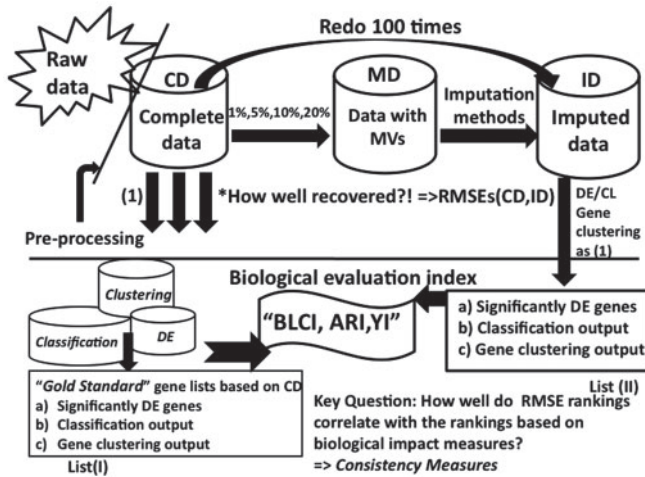 Redo 100 times
Raw
data
CD
Complete
data
1%,5%,10%,20%
MD
Data with
MVs
Imputation
methods
ID
Imputed
data
(1)
*How well recovered?! =>RMSEs(CD,ID)
DE/CL
Gene
clustering
as (1)
Pre-processing
Biological evaluation index
Clustering
Classification
DE
"BLCI, ARI,YI"
a) Significantly DE genes
b) Classification output
c) Gene clustering output
List (II)
"Gold Standard" gene lists based on CD
a) Significantly DE genes
b) Classification output
c) Gene clustering output
List(I)
Key Question: How well do RMSE rankings
correlate with the rankings based on
biological impact measures?
=> Consistency Measures